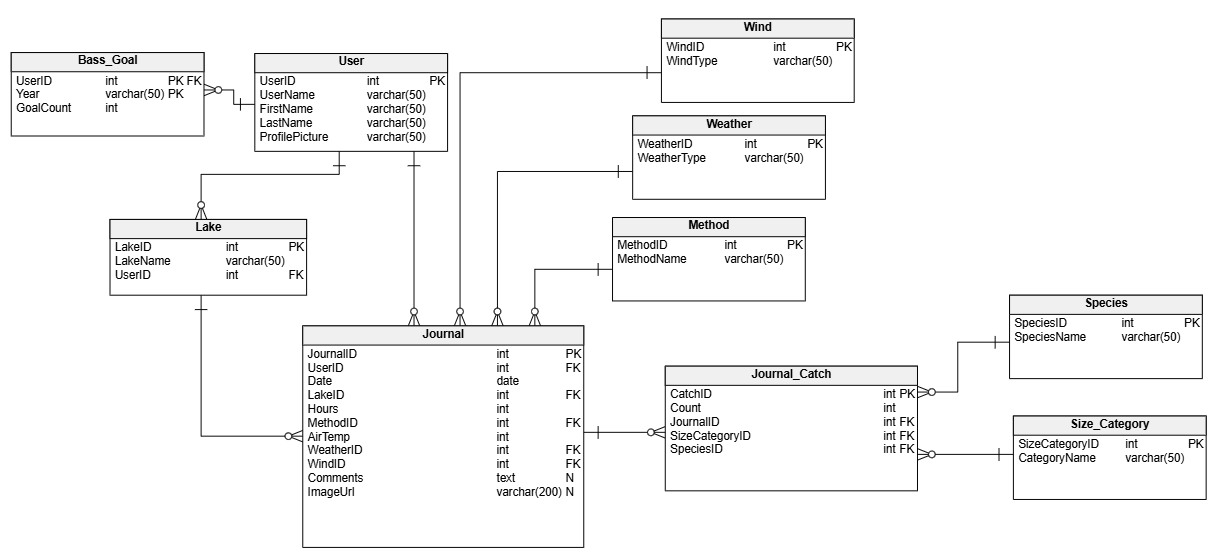 Bass_Goal
UserID int PK FK
Year varchar(50) PK
GoalCount int
User
UserID int PK
UserName varchar(50)
FirstName varchar(50)
LastName varchar(50)
ProfilePicture varchar(50)
Wind
WindID int PK
WindType varchar(50)
Weather
WeatherID int PK
WeatherType varchar(50)
Method
MethodID int PK
MethodName varchar(50)
Lake
LakeID int PK
LakeName varchar(50)
UserID int FK
Journal
JournalID int PK
UserID int FK
Date date
LakeID int FK
Hours int
MethodID int FK
AirTemp int
WeatherID int FK
WindID int FK
Comments text N
ImageUrl varchar(200) N
Journal_Catch
CatchID int PK
Count int
JournalID int FK
SizeCategoryID int FK
SpeciesID int FK
Species
SpeciesID int PK
SpeciesName varchar(50)
Size_Category
SizeCategoryID int PK
CategoryName varchar(50)